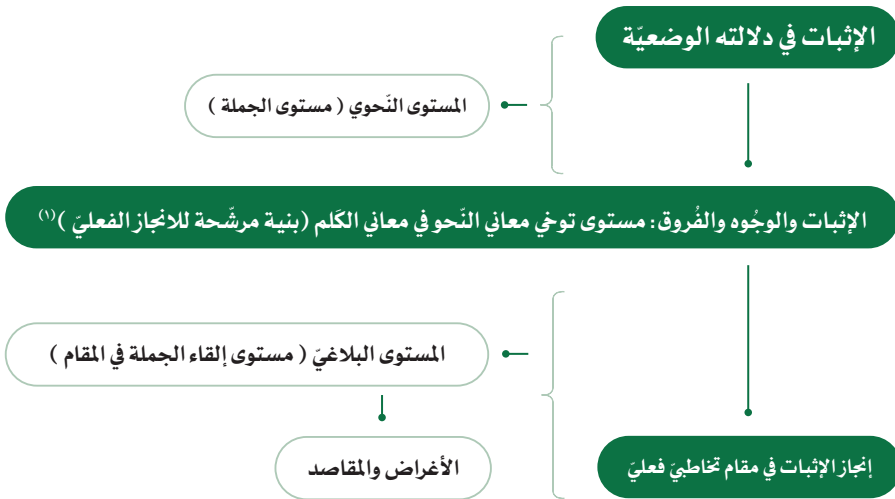 الإثبات في دلالته الوضعيّة
المستوى النّحوي ( مستوى الجملة )
الإثبات والوجُوه والفُروق: مستوى توخي معاني النّحو في معاني الكَلم (بنية مرشّحة للانجاز الفعليّ )(١)
المستوى البلاغيّ ( مستوى إلقاء الجملة في المقام )
الأغراض والمقاصد
إنجاز الإثبات في مقام تخاطبيّ فعليّ